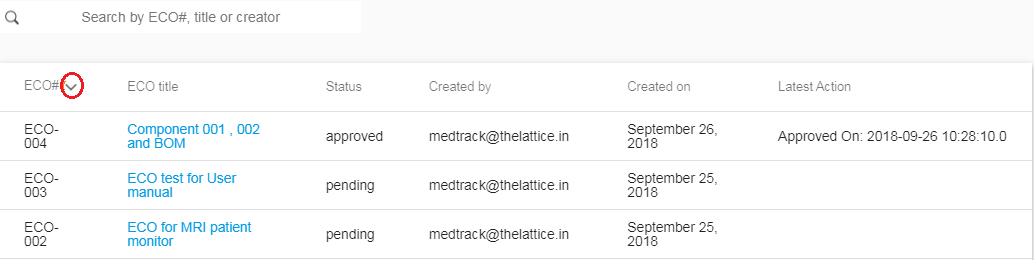 Search by ECO#, title or creator
ECO# ECO title Status Created by Created on Latest Action
ECO-004 Component 001 , 002 and BOM approved medtrack@thelattice.in September 26, 2018 Approved On: 2018-09-26 10:28:10.0
ECO-003 ECO test for User manual pending medtrack@thelattice.in September 25, 2018
ECO-002 ECO for MRI patient monitor pending medtrack@thelattice.in September 25, 2018